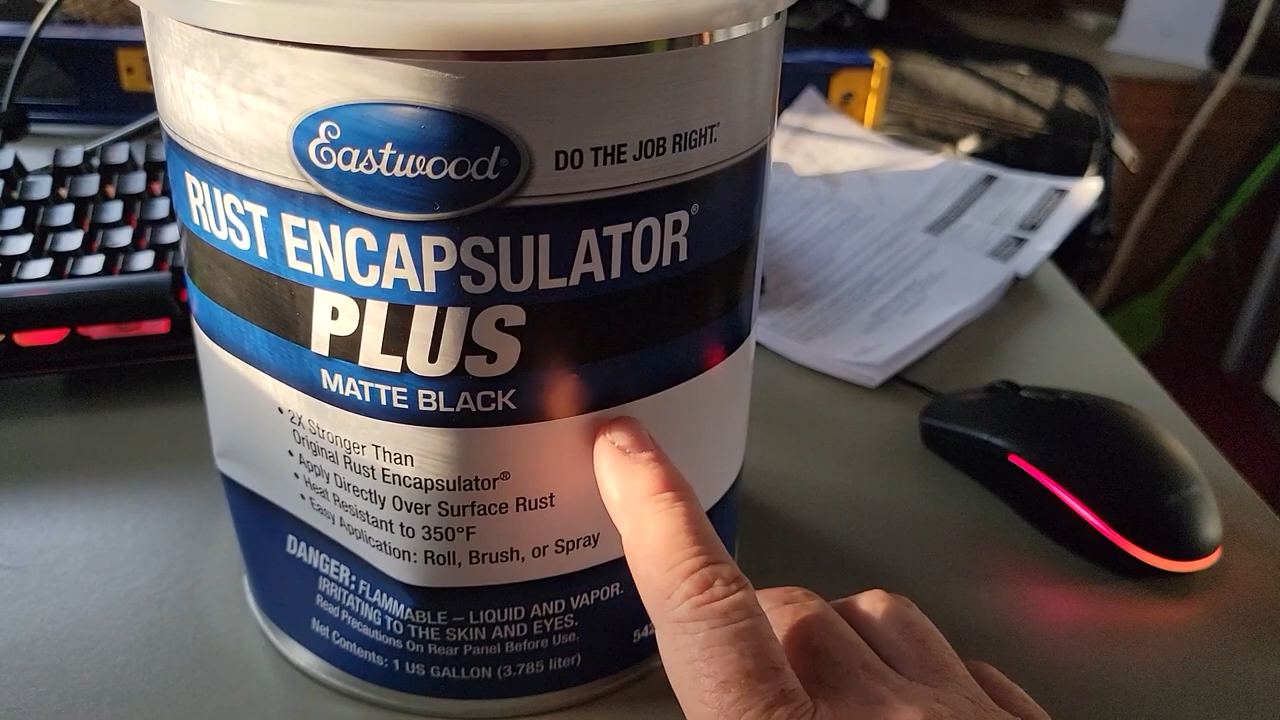 Eastwood®
DO THE JOB RIGHT.
RUST ENCAPSULATOR®
PLUS
MATTE BLACK
• 2X Stronger Than
Original Rust Encapsulator®
• Apply Directly Over Surface Rust
• Heat Resistant to 350°F
• Easy Application: Roll, Brush, or Spray
DANGER: FLAMMABLE – LIQUID AND VAPOR.
IRRITATING TO THE SKIN AND EYES.
Read Precautions On Rear Panel Before Use.
Net Contents: 1 US GALLON (3.785 liter)